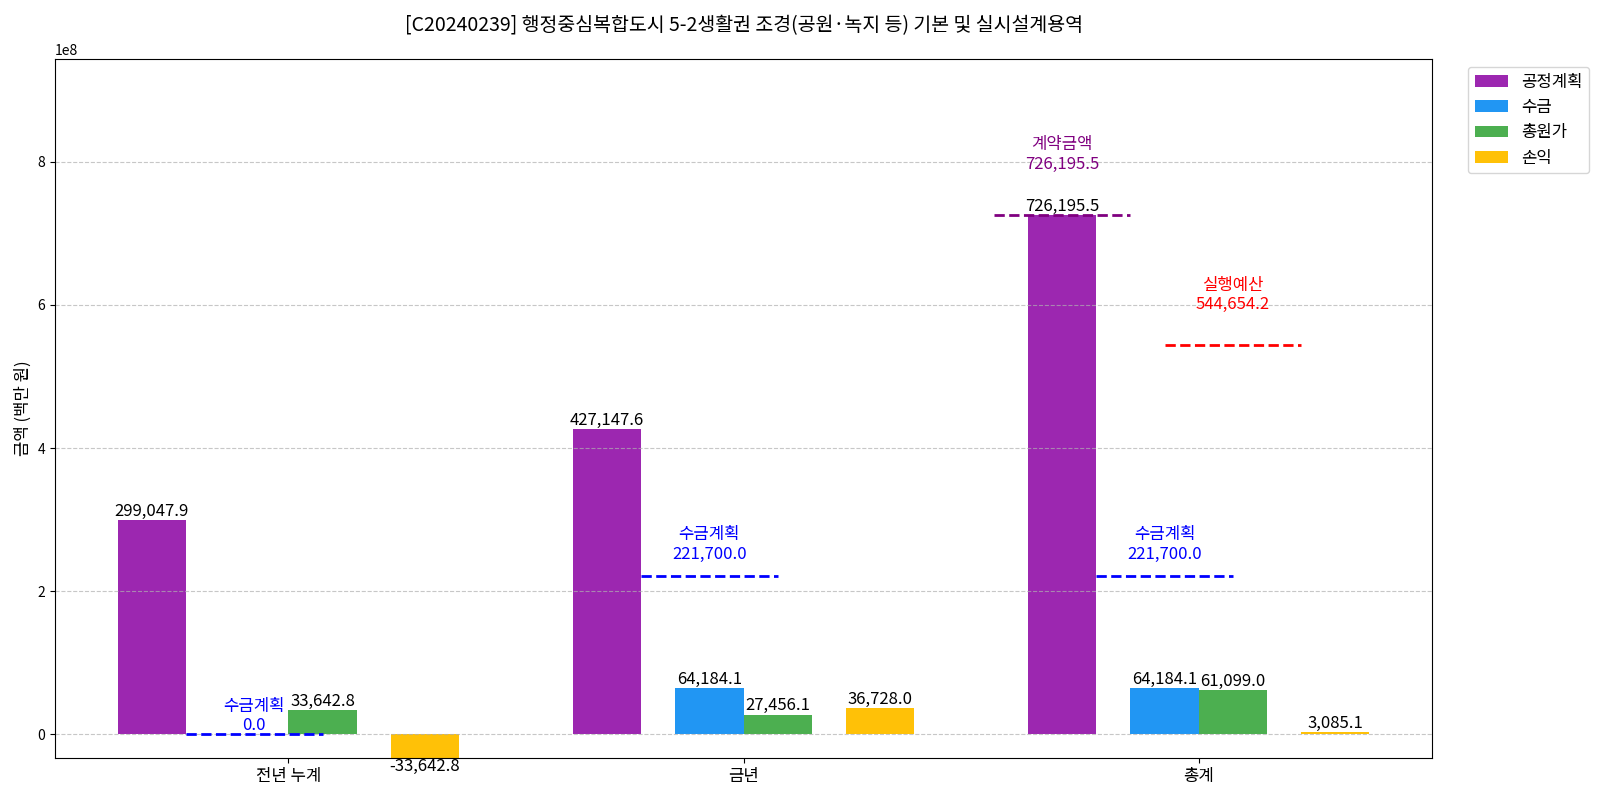 [C20240239] 행정중심복합도시 5-2생활권 조경(공원·녹지 등) 기본 및 실시설계용역
1e8
공정계획
수금
총원가
손익
금액 (백만 원)
8
6
4
2
0
계약금액
726,195.5
726,195.5
실행예산
544,654.2
427,147.6
299,047.9
수금계획
221,700.0
수금계획
221,700.0
수금계획
0.0
33,642.8
-33,642.8
64,184.1
27,456.1
36,728.0
64,184.1
61,099.0
3,085.1
전년 누계
금년
총계